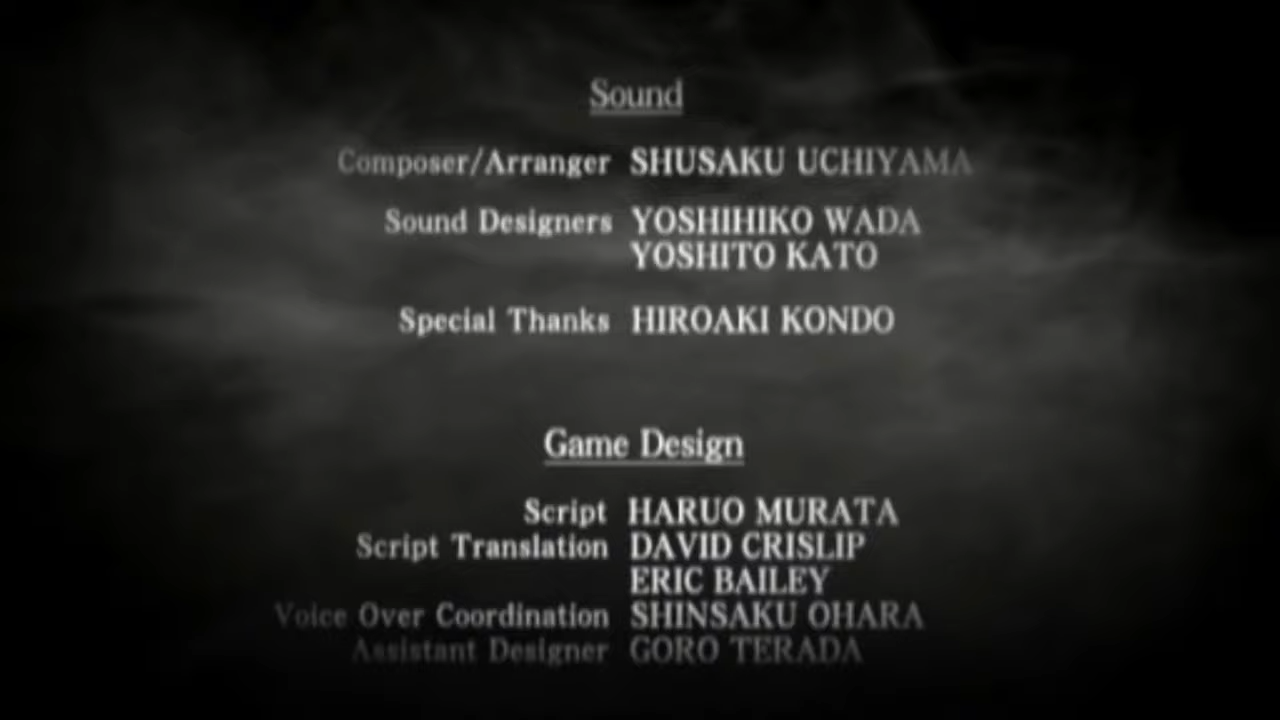 Sound
Composer/Arranger SHUSAKU UCHIYAMA
Sound Designers YOSHIHIKO WADA
YOSHITO KATO
Special Thanks HIROAKI KONDO
Game Design
Script HARUO MURATA
Script Translation DAVID CRISLIP
ERIC BAILEY
Voice Over Coordination SHINSAKU OHARA
Assistant Designer GORO TERADA